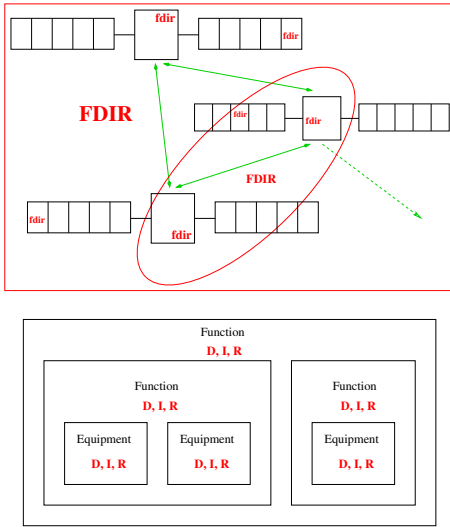 fdir
fdir
FDIR
fdir
fdir
FDIR
fdir
fdir
Function
D, I, R
Function
D, I, R
Function
D, I, R
Equipment
D, I, R
Equipment
D, I, R
Equipment
D, I, R